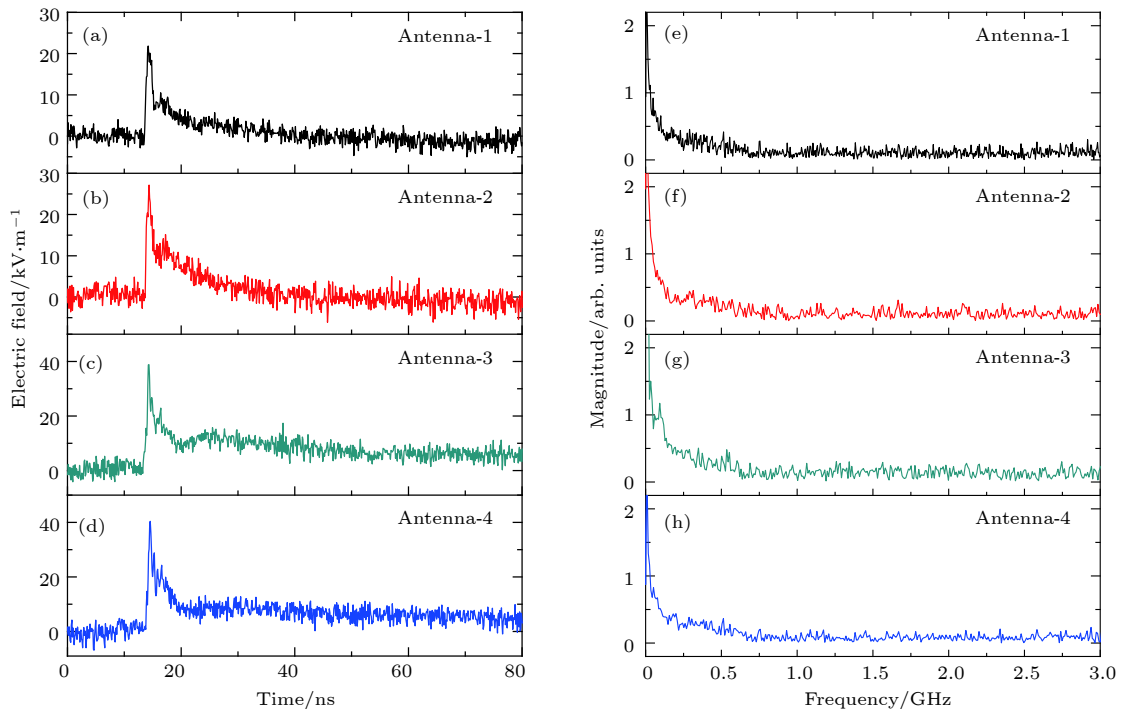 (a)
Antenna-1
30
20
10
0
(b)
Antenna-2
30
20
10
0
(c)
Antenna-3
40
20
0
(d)
Antenna-4
40
20
0
0
20
40
60
80
Time/ns
Electric field/kV·m⁻¹
(e)
Antenna-1
2
1
0
(f)
Antenna-2
2
1
0
(g)
Antenna-3
2
1
0
(h)
Antenna-4
2
1
0
0
0.5
1.0
1.5
2.0
2.5
3.0
Frequency/GHz
Magnitude/arb. units